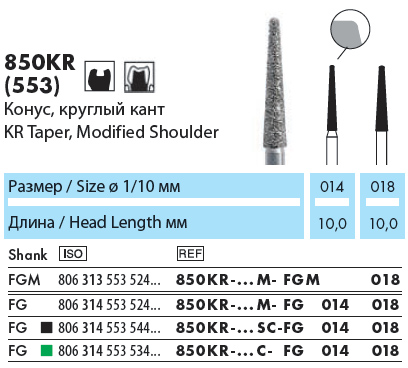 850KR
(553)
Конус, круглый кант
KR Taper, Modified Shoulder
Размер / Size ø 1/10 мм 014 018
Длина / Head Length мм 10,0 10,0
Shank ISO REF
FGM 806 313 553 524... 850KR-...M- FGM 018
FG 806 314 553 524... 850KR-...M- FG 014 018
FG 806 314 553 544... 850KR-...SC-FG 014 018
FG 806 314 553 534... 850KR-...C- FG 014 018